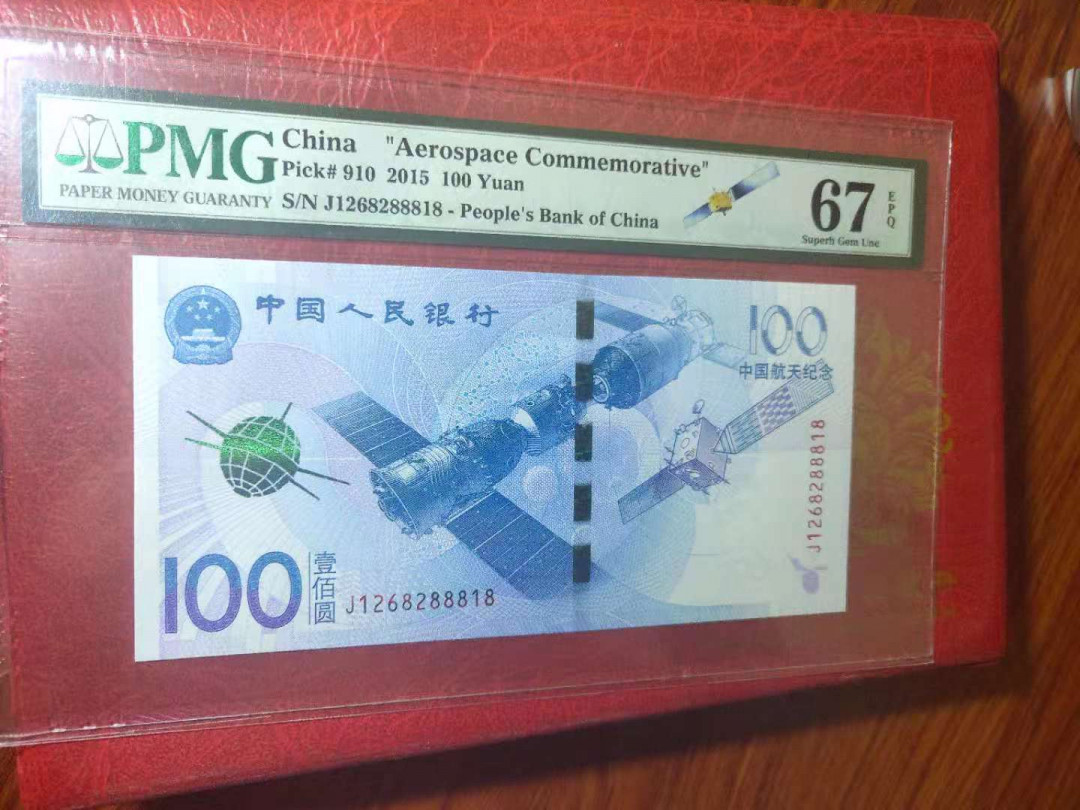 PMG
PAPER MONEY GUARANTY
China "Aerospace Commemorative"
Pick# 910 2015 100 Yuan
S/N J1268288818 - People's Bank of China
67
EPQ
Superb Gem Unc
中国人民银行
100
中国航天纪念
J1268288818
100
壹佰圆
J1268288818